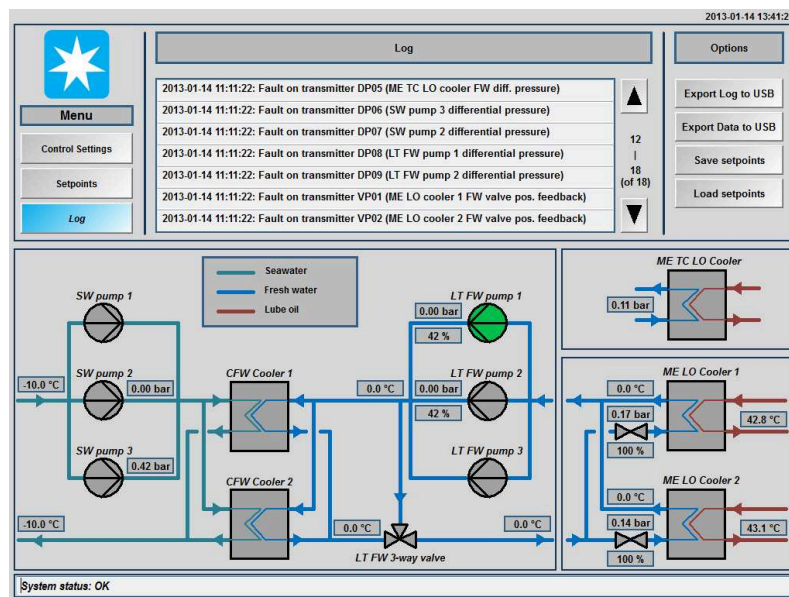 2013-01-14 13:41:2
Log
Options
2013-01-14 11:11:22: Fault on transmitter DP05 (ME TC LO cooler FW diff. pressure)
2013-01-14 11:11:22: Fault on transmitter DP06 (SW pump 3 differential pressure)
2013-01-14 11:11:22: Fault on transmitter DP07 (SW pump 2 differential pressure)
2013-01-14 11:11:22: Fault on transmitter DP08 (LT FW pump 1 differential pressure)
2013-01-14 11:11:22: Fault on transmitter DP09 (LT FW pump 2 differential pressure)
2013-01-14 11:11:22: Fault on transmitter VP01 (ME LO cooler 1 FW valve pos. feedback)
2013-01-14 11:11:22: Fault on transmitter VP02 (ME LO cooler 2 FW valve pos. feedback)
12
|
18
(of 18)
Menu
Control Settings
Setpoints
Log
Export Log to USB
Export Data to USB
Save setpoints
Load setpoints
Seawater
Fresh water
Lube oil
SW pump 1
SW pump 2
SW pump 3
-10.0 °C
0.00 bar
0.42 bar
-10.0 °C
CFW Cooler 1
CFW Cooler 2
0.0 °C
LT FW pump 1
0.00 bar
42 %
LT FW pump 2
0.00 bar
42 %
LT FW pump 3
0.0 °C
0.0 °C
LT FW 3-way valve
ME TC LO Cooler
0.11 bar
ME LO Cooler 1
0.0 °C
0.17 bar
42.8 °C
100 %
ME LO Cooler 2
0.0 °C
0.14 bar
43.1 °C
100 %
System status: OK